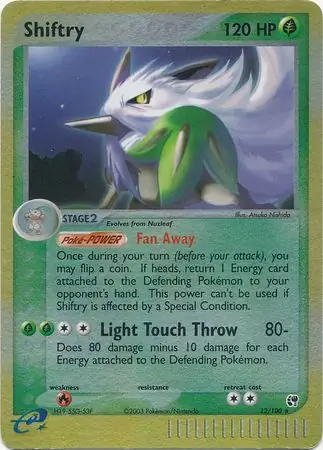 Shiftry 120 HP
Illus. Atsuko Nishida
STAGE2 Evolves from Nuzleaf
Poké-POWER Fan Away
Once during your turn (before your attack), you
may flip a coin. If heads, return 1 Energy card
attached to the Defending Pokémon to your
opponent's hand. This power can't be used if
Shiftry is affected by a Special Condition.
Light Touch Throw 80-
Does 80 damage minus 10 damage for each
Energy attached to the Defending Pokémon.
weakness resistance retreat cost
©2003 Pokémon/Nintendo 12/100 ★